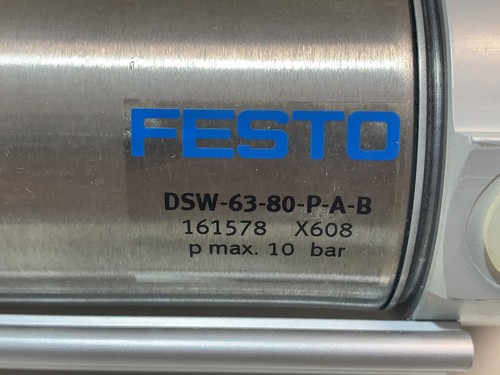 FESTO
DSW-63-80-P-A-B
161578 X608
p max. 10 bar